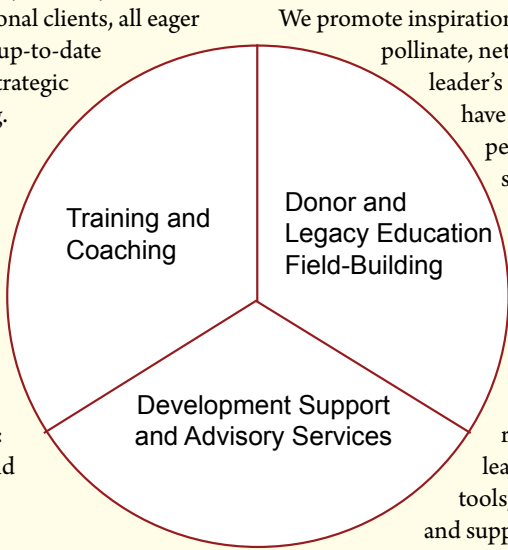 onal clients, all eager
up-to-date
trategic
We promote inspiration
pollinate, net
leader's
have
pe
s
Training and
Coaching
Donor and
Legacy Education
Field-Building
Development Support
and Advisory Services
r
lea
tools,
and supp